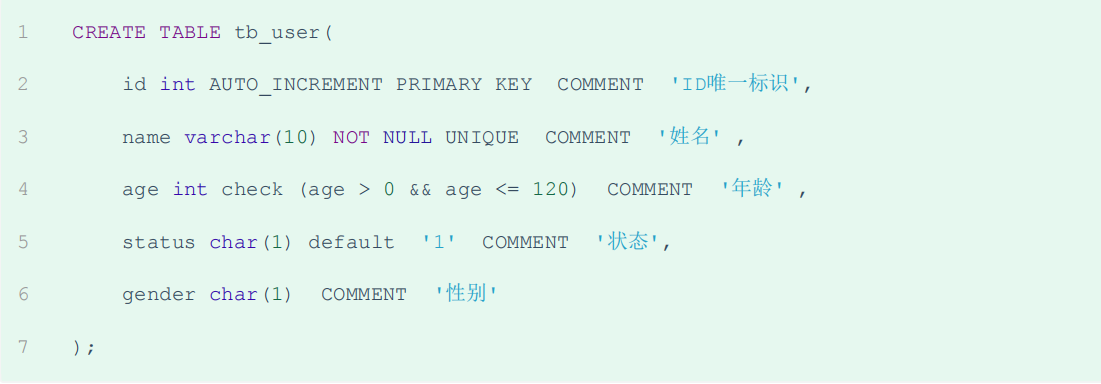 1 CREATE TABLE tb_user(
2 id int AUTO_INCREMENT PRIMARY KEY COMMENT 'ID唯一标识',
3 name varchar(10) NOT NULL UNIQUE COMMENT '姓名' ,
4 age int check (age > 0 && age <= 120) COMMENT '年龄' ,
5 status char(1) default '1' COMMENT '状态',
6 gender char(1) COMMENT '性别'
7 );